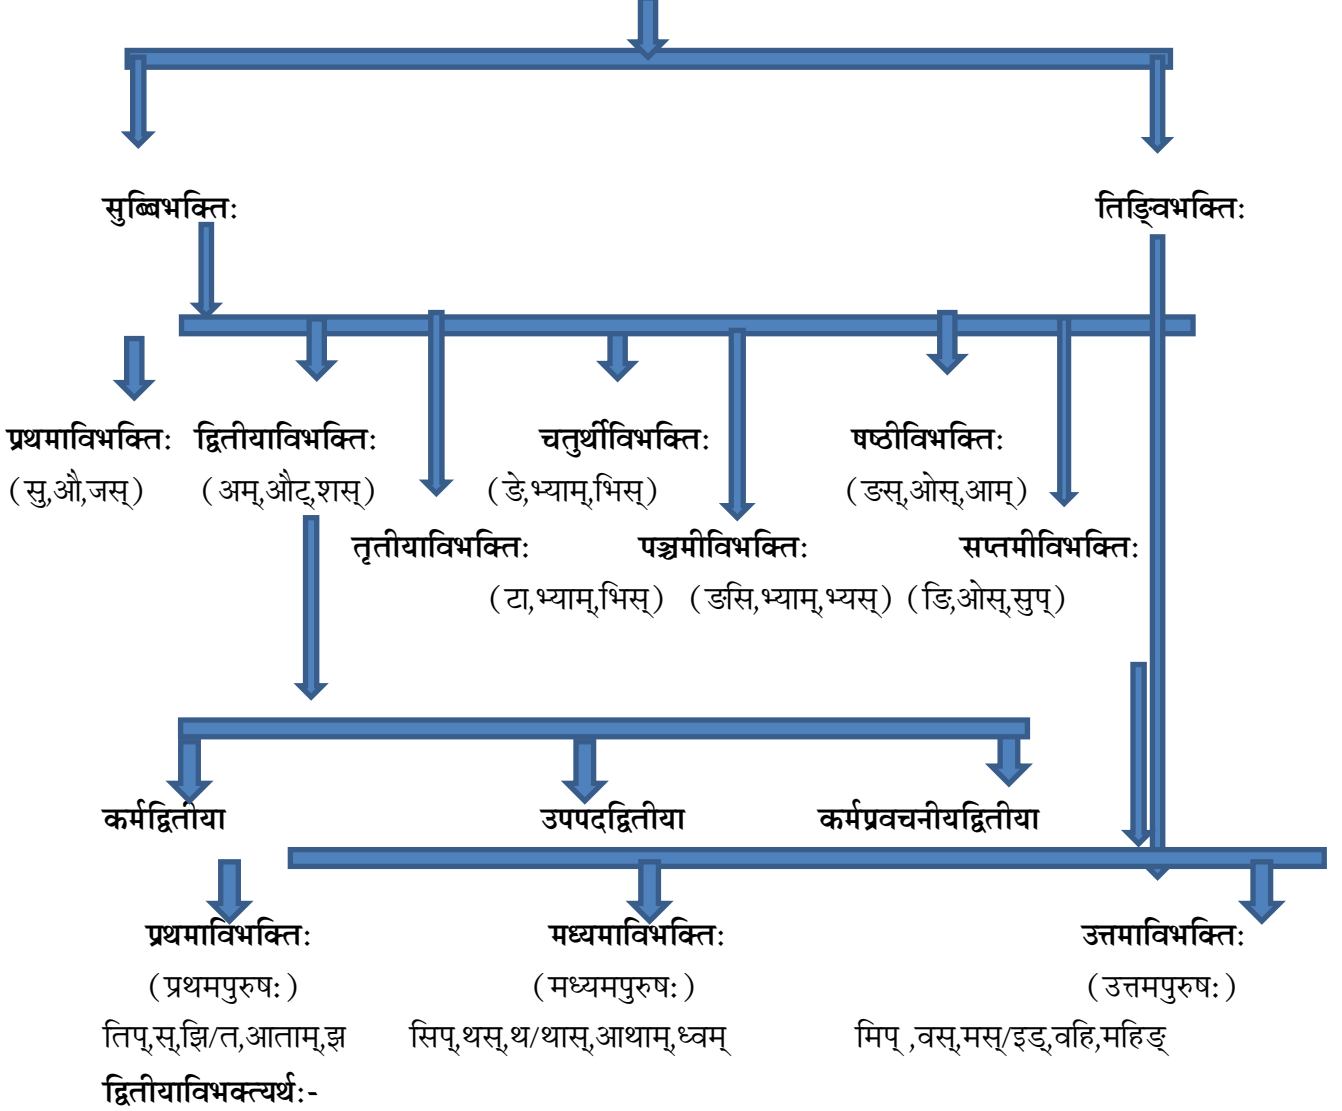 सुब्विभक्ति: तिङ्विभक्ति:
प्रथमाविभक्ति: द्वितीयाविभक्ति: चतुर्थीविभक्ति: षष्ठीविभक्ति:
(सु,औ,जस्) (अम्,औट्,शस्) (ङे,भ्याम्,भिस्) (ङस्,ओस्,आम्)
तृतीयाविभक्ति: पञ्चमीविभक्ति: सप्तमीविभक्ति:
(टा,भ्याम्,भिस्) (ङसि,भ्याम्,भ्यस्) (ङि,ओस्,सुप्)
कर्मद्वितीया उपपदद्वितीया कर्मप्रवचनीयद्वितीया
प्रथमाविभक्ति: मध्यमाविभक्ति: उत्तमाविभक्ति:
(प्रथमपुरुष:) (मध्यमपुरुष:) (उत्तमपुरुष:)
तिप्,स्,झि/त,आताम्,झ सिप्,थस्,थ/थास्,आथाम्,ध्वम् मिप् ,वस्,मस्/इड्,वहि,महिङ्
द्वितीयाविभक्त्यर्थ:-